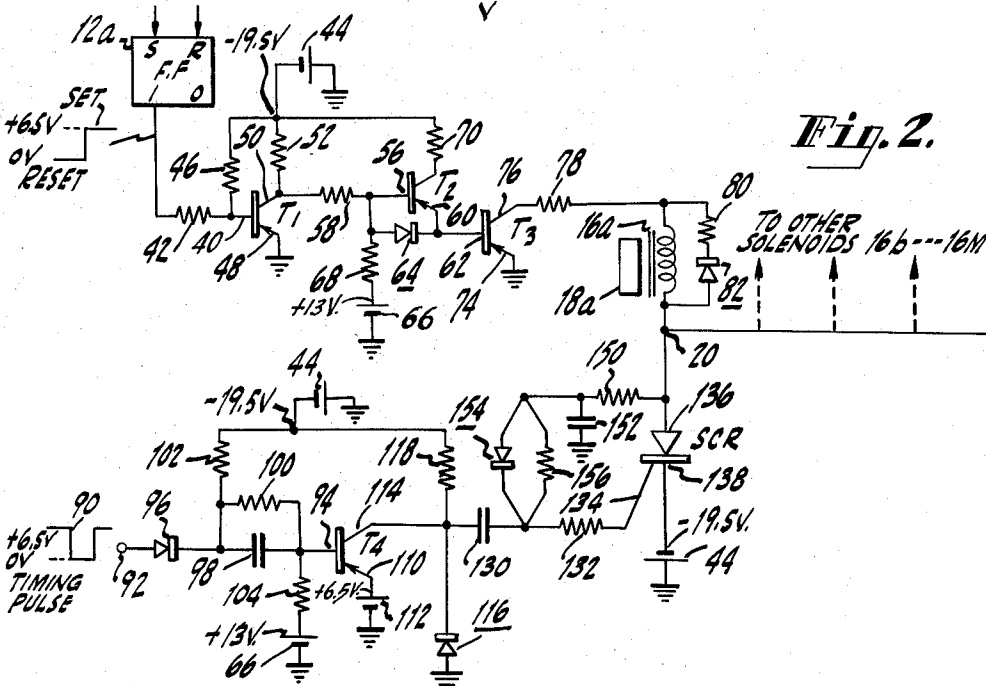 12a
S R
F.F
1 0
-19.5V
44
SET
+6.5V
0V
RESET
50
52
70
46
56
T2
76
78
Fig. 2.
42
40
T1
58
60
T3
16a
80
TO OTHER
SOLENOIDS 16b---16M
48
64
62
68
+13V.
66
74
18a
82
20
44
-19.5V
150
136
154
152
SCR
102
100
118
156
134
138
90
96
94
114
-19.5V.
+6.5V
0V
TIMING
PULSE
92
98
T4
110
130
132
44
104
+6.5V.
112
116
+13V.
66